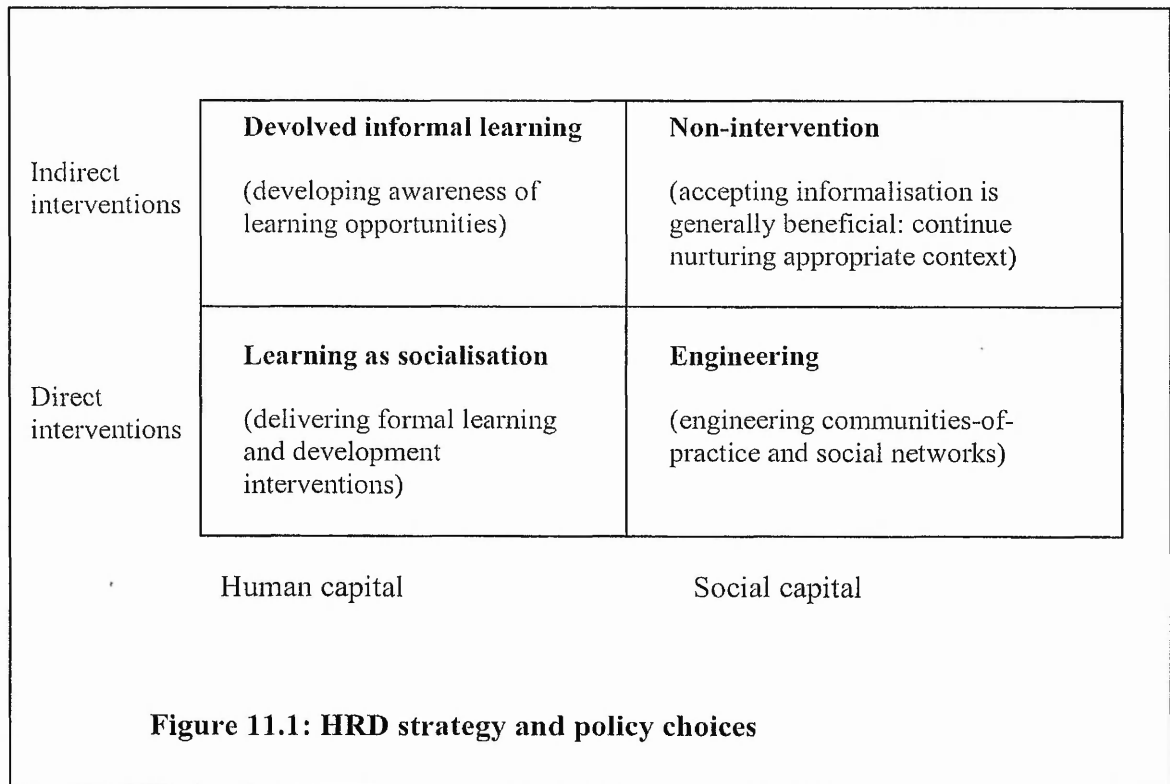 Indirect
interventions
Devolved informal learning
(developing awareness of
learning opportunities)
Non-intervention
(accepting informalisation is
generally beneficial: continue
nurturing appropriate context)
Direct
interventions
Learning as socialisation
(delivering formal learning
and development
interventions)
Engineering
(engineering communities-of-
practice and social networks)
Human capital
Social capital
Figure 11.1: HRD strategy and policy choices